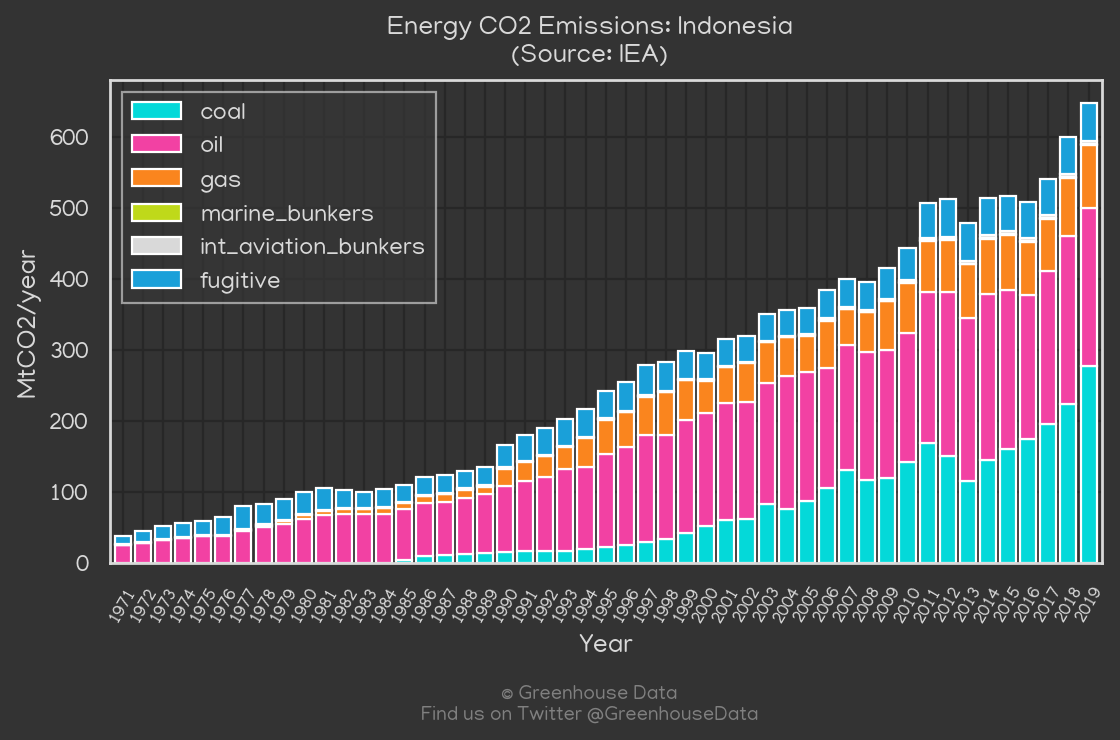 Energy CO2 Emissions: Indonesia
(Source: IEA)
coal
oil
gas
marine_bunkers
int_aviation_bunkers
fugitive
MtCO2/year
600
500
400
300
200
100
0
1971 1972 1973 1974 1975 1976 1977 1978 1979 1980 1981 1982 1983 1984 1985 1986 1987 1988 1989 1990 1991 1992 1993 1994 1995 1996 1997 1998 1999 2000 2001 2002 2003 2004 2005 2006 2007 2008 2009 2010 2011 2012 2013 2014 2015 2016 2017 2018 2019
Year
© Greenhouse Data
Find us on Twitter @GreenhouseData